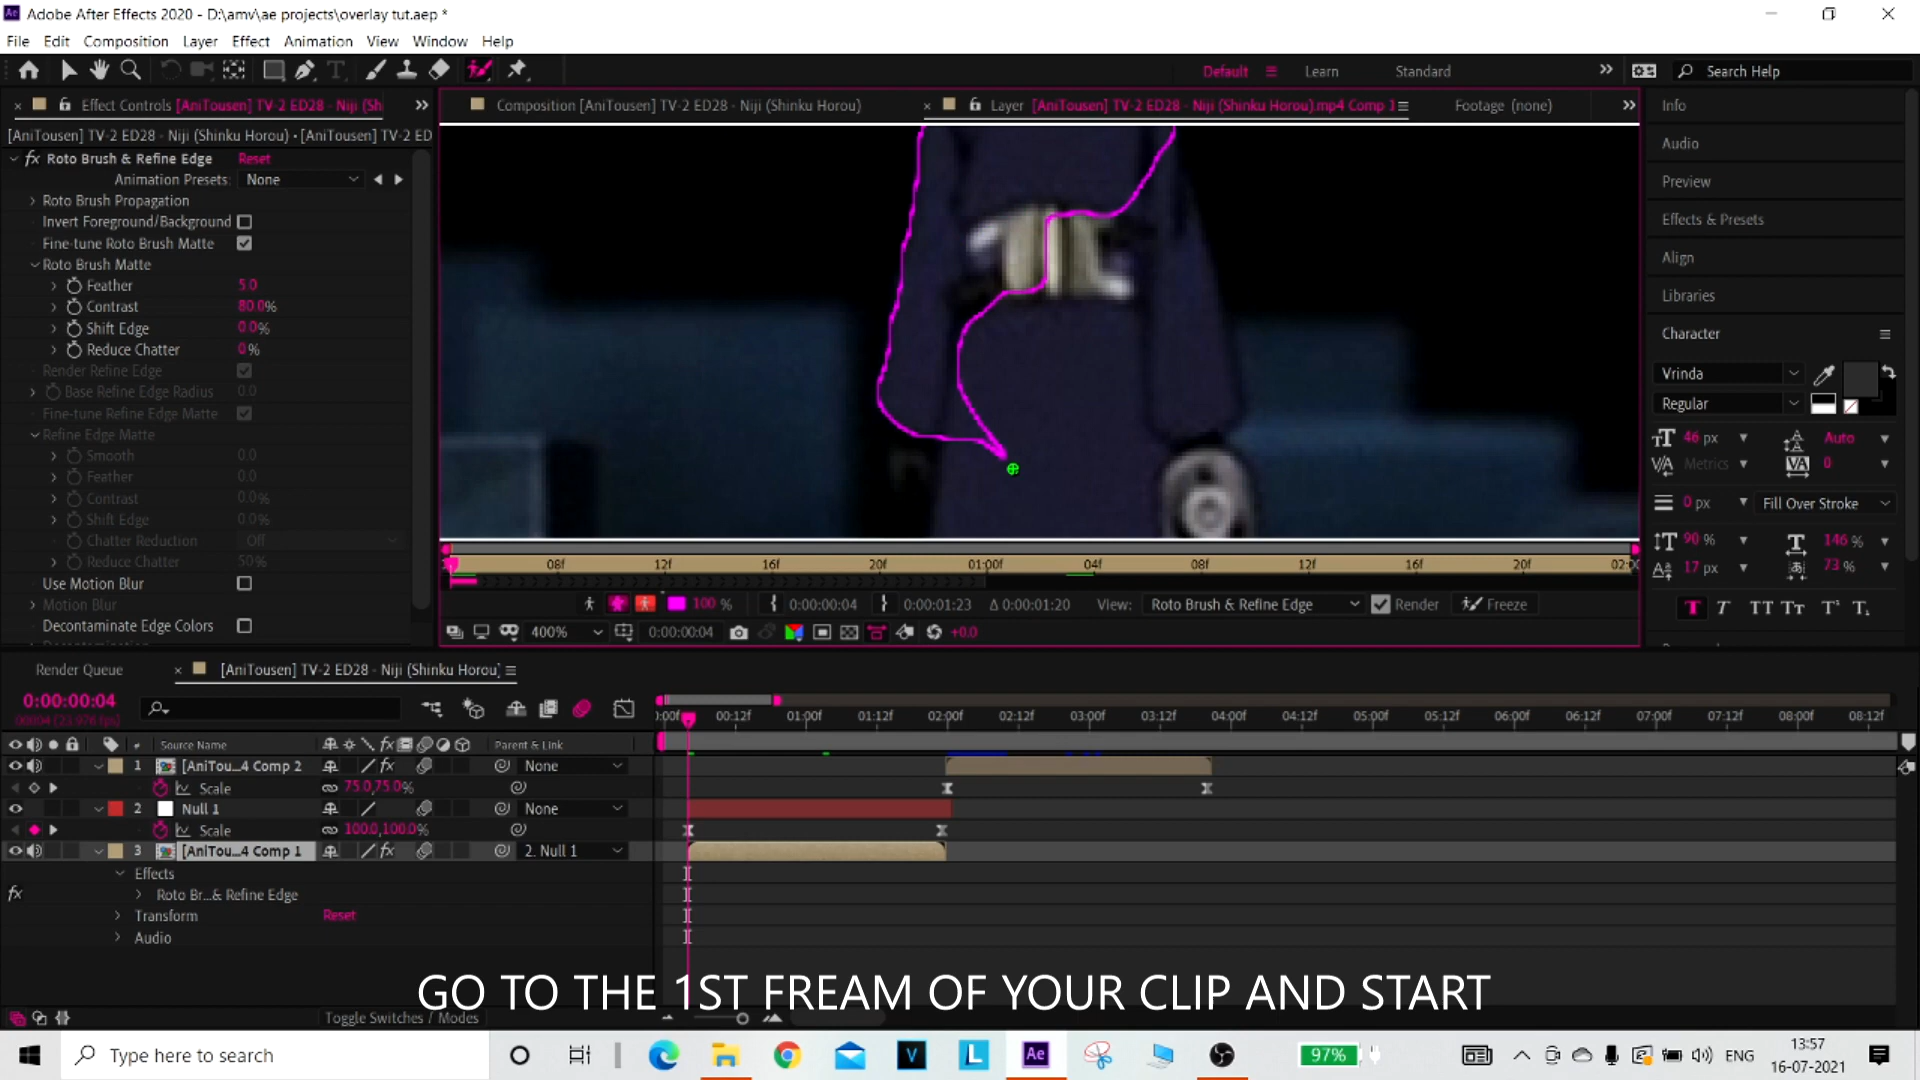 Adobe After Effects 2020 - D:\amv\ae projects\overlay tut.aep *
File Edit Composition Layer Effect Animation View Window Help
Default Learn Standard Search Help
Effect Controls [AniTousen] TV-2 ED28 - Niji (Sh
Composition [AniTousen] TV-2 ED28 - Niji (Shinku Horou)
Layer [AniTousen] TV-2 ED28 - Niji (Shinku Horou).mp4 Comp 1
Footage (none)
[AniTousen] TV-2 ED28 - Niji (Shinku Horou) • [AniTousen] TV-2 ED
fx Roto Brush & Refine Edge Reset
Animation Presets: None
Roto Brush Propagation
Invert Foreground/Background
Fine-tune Roto Brush Matte
Roto Brush Matte
Feather 5.0
Contrast 80.0%
Shift Edge 0.0%
Reduce Chatter 0%
Render Refine Edge
Base Refine Edge Radius 0.0
Fine-tune Refine Edge Matte
Refine Edge Matte
Smooth 0.0
Feather 0.0
Contrast 0.0%
Shift Edge 0.0%
Chatter Reduction Off
Reduce Chatter 50%
Use Motion Blur
Motion Blur
Decontaminate Edge Colors
08f 12f 16f 20f 01:00f 04f 08f 12f 16f 20f 02:0
100 % 0:00:00:04 0:00:01:23 Δ 0:00:01:20 View: Roto Brush & Refine Edge Render Freeze
400% 0:00:00:04 +0.0
Info
Audio
Preview
Effects & Presets
Align
Libraries
Character
Vrinda
Regular
46 px Auto
Metrics 0
0 px Fill Over Stroke
90 % 146 %
17 px 73 %
T T TT Tt T T
Render Queue [AniTousen] TV-2 ED28 - Niji (Shinku Horou)
0:00:00:04
00004 (23.976 fps)
:00f 00:12f 01:00f 01:12f 02:00f 02:12f 03:00f 03:12f 04:00f 04:12f 05:00f 05:12f 06:00f 06:12f 07:00f 07:12f 08:00f 08:12f
# Source Name Parent & Link
1 [AniTou...4 Comp 2 None
Scale 75.0,75.0%
2 Null 1 None
Scale 100.0,100.0%
3 [AniTou...4 Comp 1 2. Null 1
Effects
fx Roto Br...& Refine Edge
Transform Reset
Audio
GO TO THE 1ST FREAM OF YOUR CLIP AND START
Toggle Switches / Modes
Type here to search
97%
ENG
13:57
16-07-2021